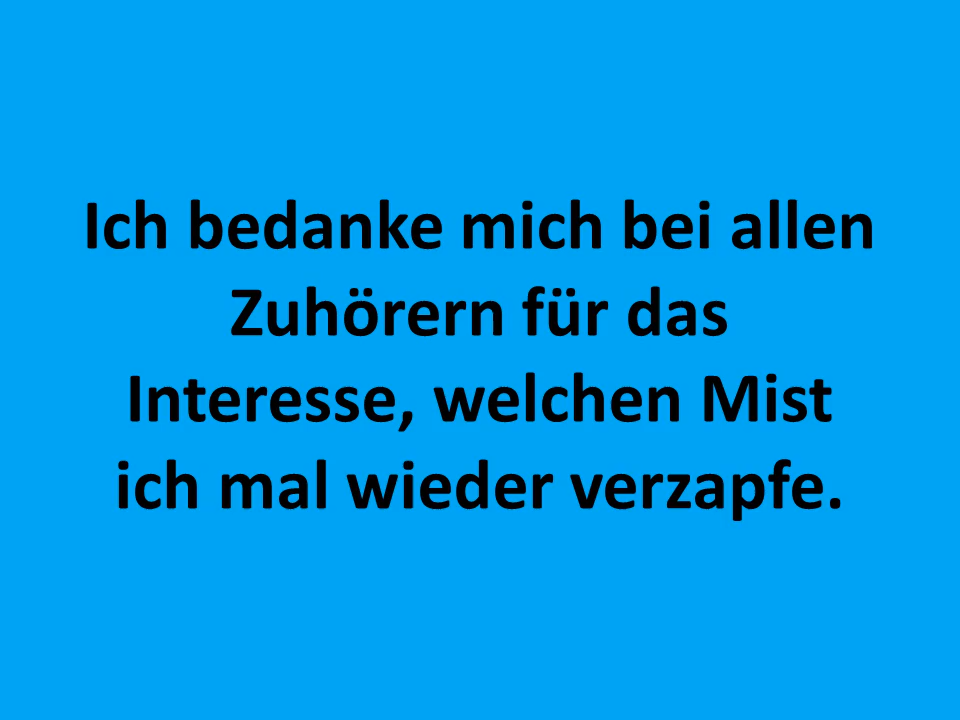 Ich bedanke mich bei allen
Zuhörern für das
Interesse, welchen Mist
ich mal wieder verzapfe.